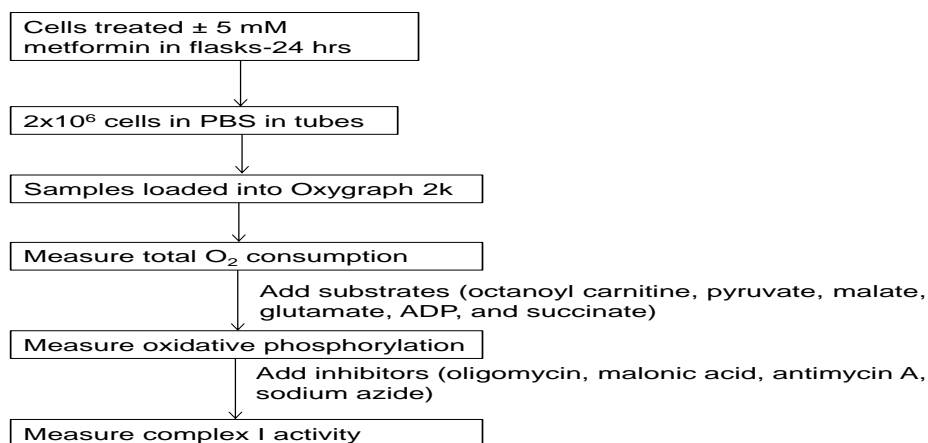 Cells treated ± 5 mM
metformin in flasks-24 hrs
2x10⁶ cells in PBS in tubes
Samples loaded into Oxygraph 2k
Measure total O₂ consumption
Add substrates (octanoyl carnitine, pyruvate, malate,
glutamate, ADP, and succinate)
Measure oxidative phosphorylation
Add inhibitors (oligomycin, malonic acid, antimycin A,
sodium azide)
Measure complex I activity